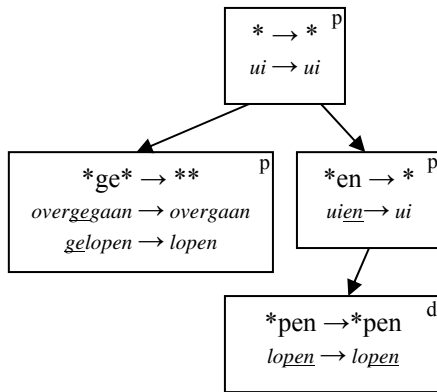 p
* → *
ui → ui
p
*ge* → **
overgegaan → overgaan
gelopen → lopen
p
*en → *
uien → ui
d
*pen → *pen
lopen → lopen